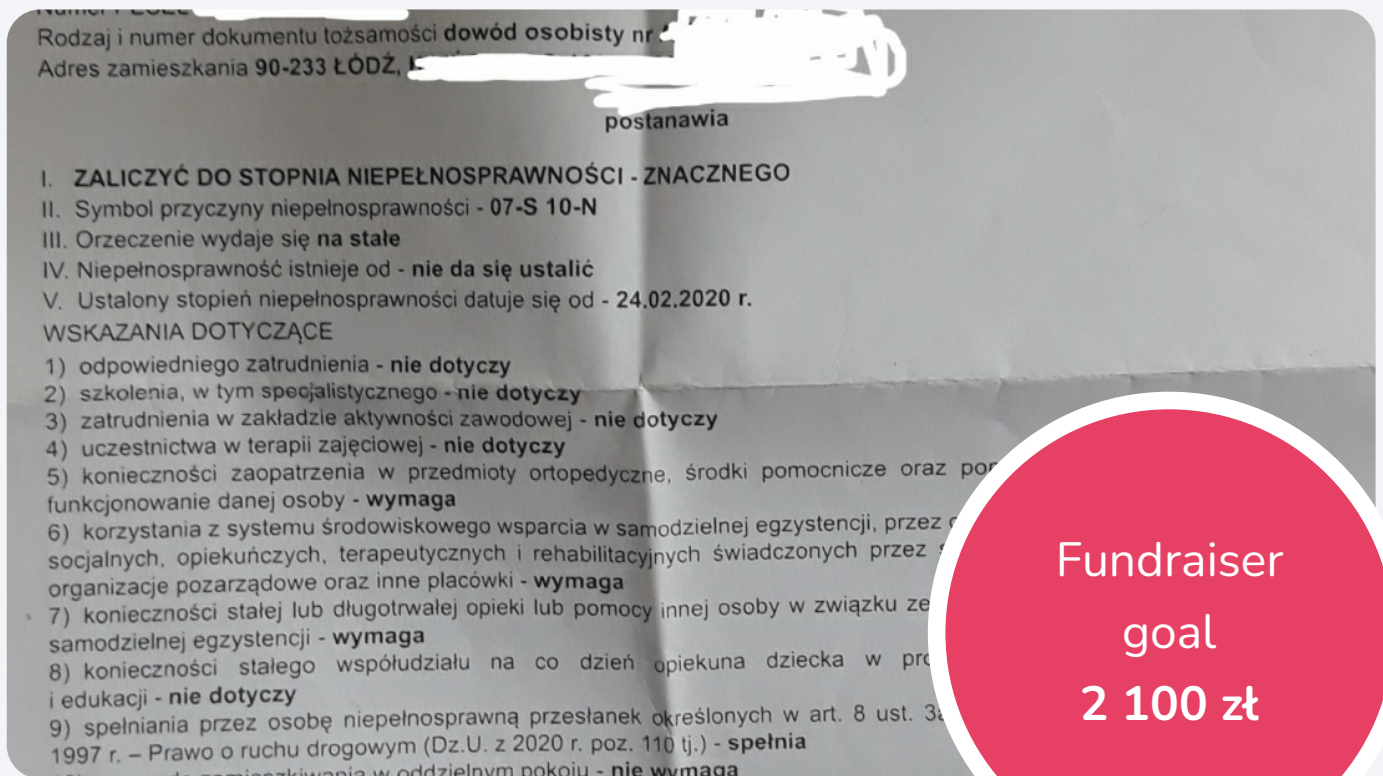 Rodzaj i numer dokumentu tożsamości dowód osobisty nr
Adres zamieszkania 90-233 ŁÓDŹ,
postanawia
I. ZALICZYĆ DO STOPNIA NIEPEŁNOSPRAWNOŚCI - ZNACZNEGO
II. Symbol przyczyny niepełnosprawności - 07-S 10-N
III. Orzeczenie wydaje się na stałe
IV. Niepełnosprawność istnieje od - nie da się ustalić
V. Ustalony stopień niepełnosprawności datuje się od - 24.02.2020 r.
WSKAZANIA DOTYCZĄCE
1) odpowiedniego zatrudnienia - nie dotyczy
2) szkolenia, w tym specjalistycznego - nie dotyczy
3) zatrudnienia w zakładzie aktywności zawodowej - nie dotyczy
4) uczestnictwa w terapii zajęciowej - nie dotyczy
5) konieczności zaopatrzenia w przedmioty ortopedyczne, środki pomocnicze oraz
funkcjonowanie danej osoby - wymaga
6) korzystania z systemu środowiskowego wsparcia w samodzielnej egzystencji, przez
socjalnych, opiekuńczych, terapeutycznych i rehabilitacyjnych świadczonych przez
organizacje pozarządowe oraz inne placówki - wymaga
7) konieczności stałej lub długotrwałej opieki lub pomocy innej osoby w związku ze
samodzielnej egzystencji - wymaga
8) konieczności stałego współudziału na co dzień opiekuna dziecka w
i edukacji - nie dotyczy
9) spełniania przez osobę niepełnosprawną przesłanek określonych w art. 8 ust.
1997 r. – Prawo o ruchu drogowym (Dz.U. z 2020 r. poz. 110 tj.) - spełnia
w oddzielnym pokoju - nie wymaga
Fundraiser
goal
2 100 zł